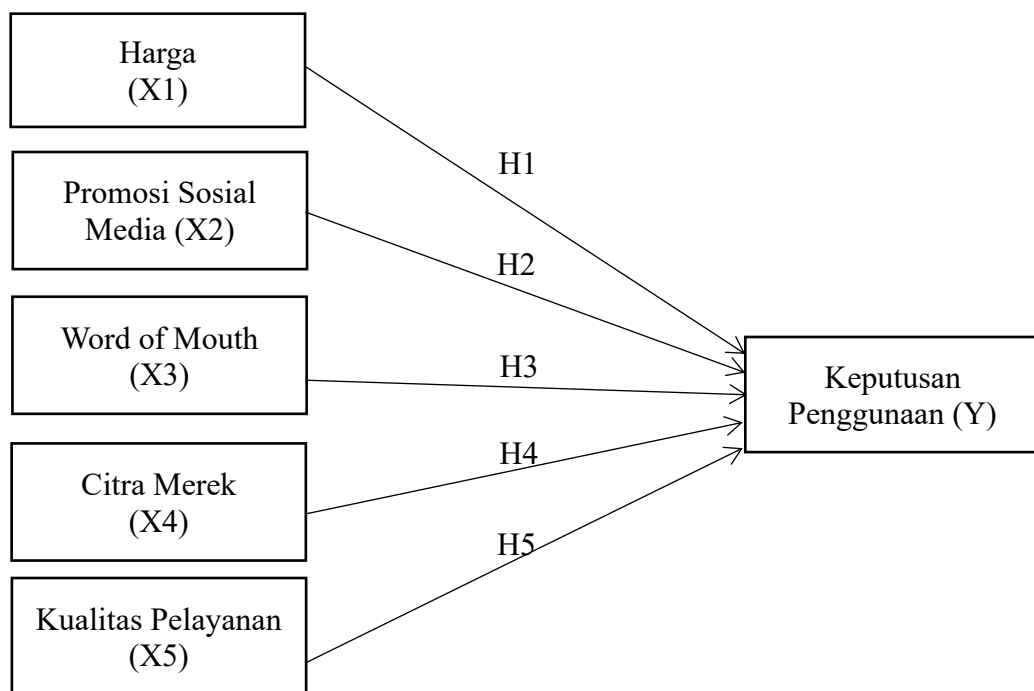 Harga
(X1)
Promosi Sosial
Media (X2)
Word of Mouth
(X3)
Citra Merek
(X4)
Kualitas Pelayanan
(X5)
H1
H2
H3
H4
H5
Keputusan
Penggunaan (Y)